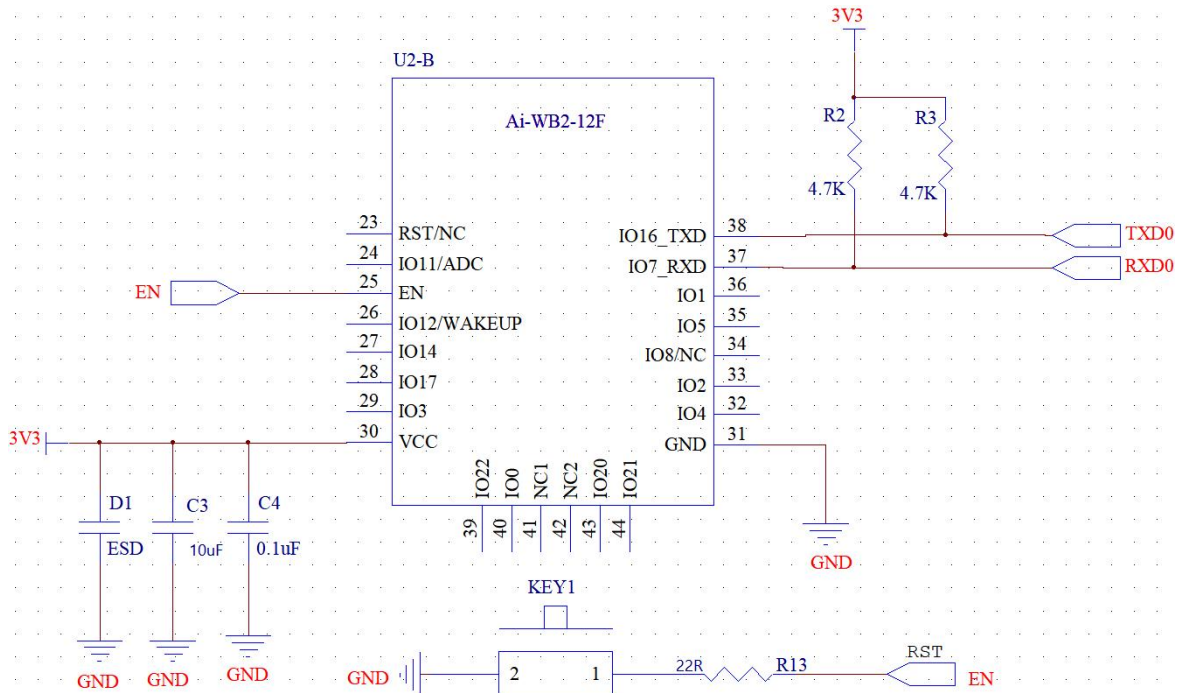 3V3
U2-B
Ai-WB2-12F
R2
R3
4.7K
4.7K
23
RST/NC
24
IO11/ADC
EN
25
EN
26
IO12/WAKEUP
27
IO14
28
IO17
29
IO3
3V3
30
VCC
IO16_TXD
38
TXD0
IO7_RXD
37
RXD0
IO1
36
IO5
35
IO8/NC
34
IO2
33
IO4
32
GND
31
IO22
IO0
NC1
NC2
IO20
IO21
39
40
41
42
43
44
D1
ESD
C3
10uF
C4
0.1uF
GND
GND
GND
GND
KEY1
GND
2
1
22R
R13
RST
EN